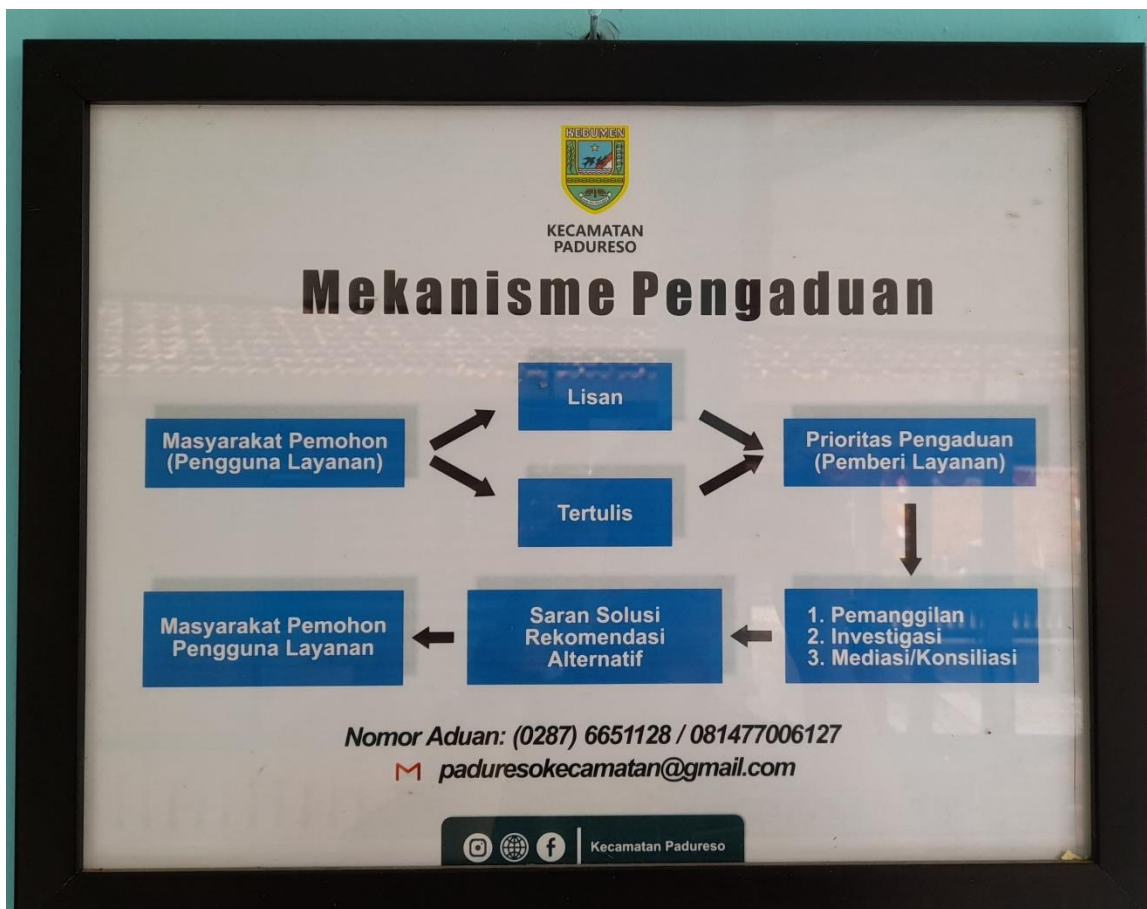 KEBUMEN
KECAMATAN
PADURESO
Mekanisme Pengaduan
Masyarakat Pemohon
(Pengguna Layanan)
Lisan
Tertulis
Prioritas Pengaduan
(Pemberi Layanan)
1. Pemanggilan
2. Investigasi
3. Mediasi/Konsiliasi
Saran Solusi
Rekomendasi
Alternatif
Masyarakat Pemohon
Pengguna Layanan
Nomor Aduan: (0287) 6651128 / 081477006127
paduresokecamatan@gmail.com
Kecamatan Padureso